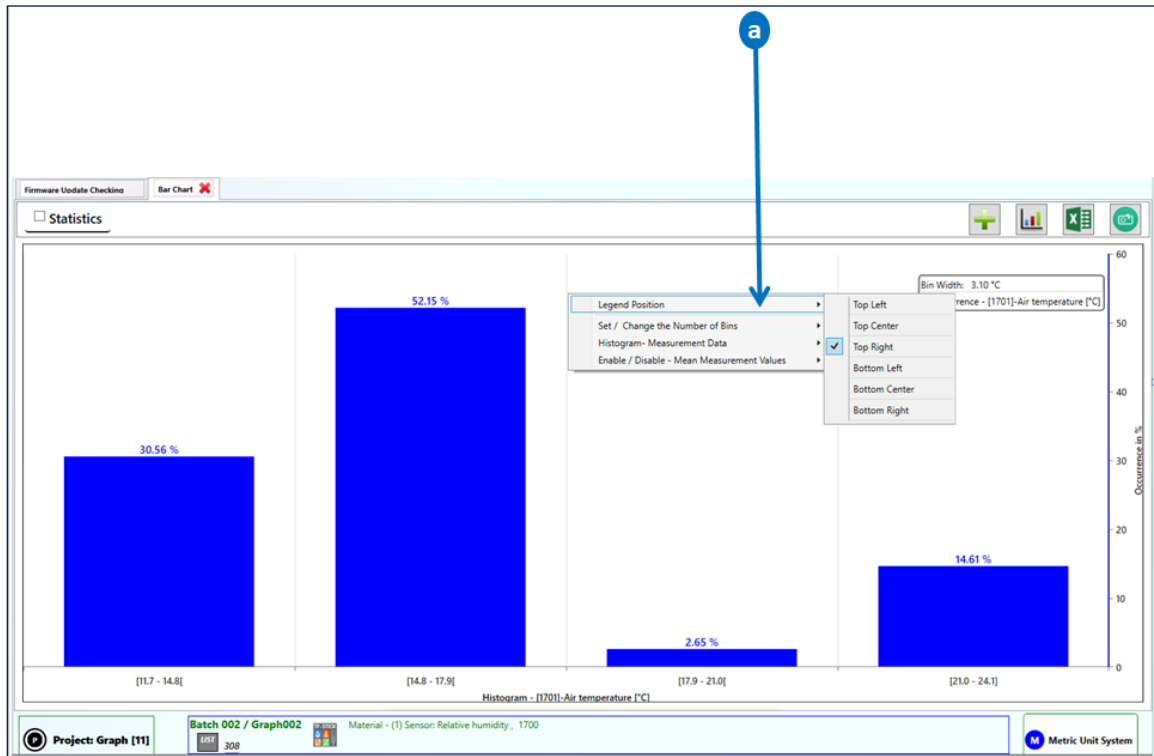 a
Firmware Update Checking
Bar Chart
Statistics
60
Bin Width: 3.10 °C
rrence - [1701]-Air temperature [°C]
52.15 %
Legend Position
Set / Change the Number of Bins
Histogram- Measurement Data
Enable / Disable - Mean Measurement Values
Top Left
Top Center
Top Right
Bottom Left
Bottom Center
Bottom Right
50
40
30.56 %
30
Occurrence in %
20
14.61 %
10
2.65 %
0
[11.7 - 14.8[
[14.8 - 17.9[
[17.9 - 21.0[
[21.0 - 24.1]
Histogram - [1701]-Air temperature [°C]
P Project: Graph [11]
Batch 002 / Graph002
LIST 308
Material - (1) Sensor: Relative humidity , 1700
M Metric Unit System